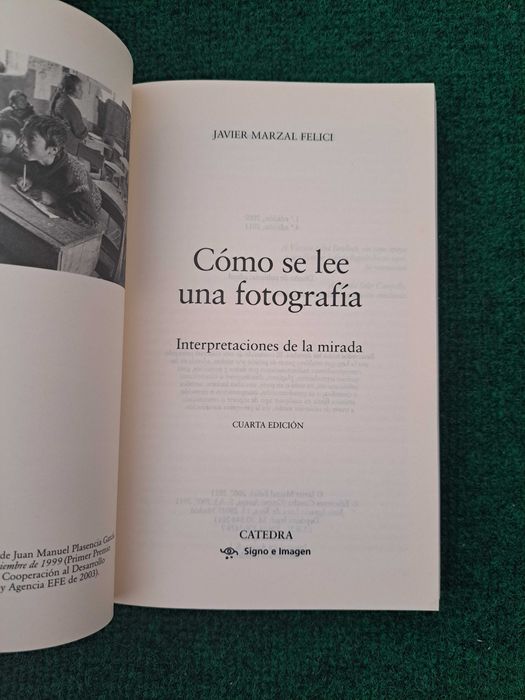 de Juan Manuel Plasencia García
iembre de 1999 (Primer Premio
Cooperación al Desarrollo
y Agencia EFE de 2003).
JAVIER MARZAL FELICI
Cómo se lee
una fotografía
Interpretaciones de la mirada
CUARTA EDICIÓN
CATEDRA
Signo e Imagen